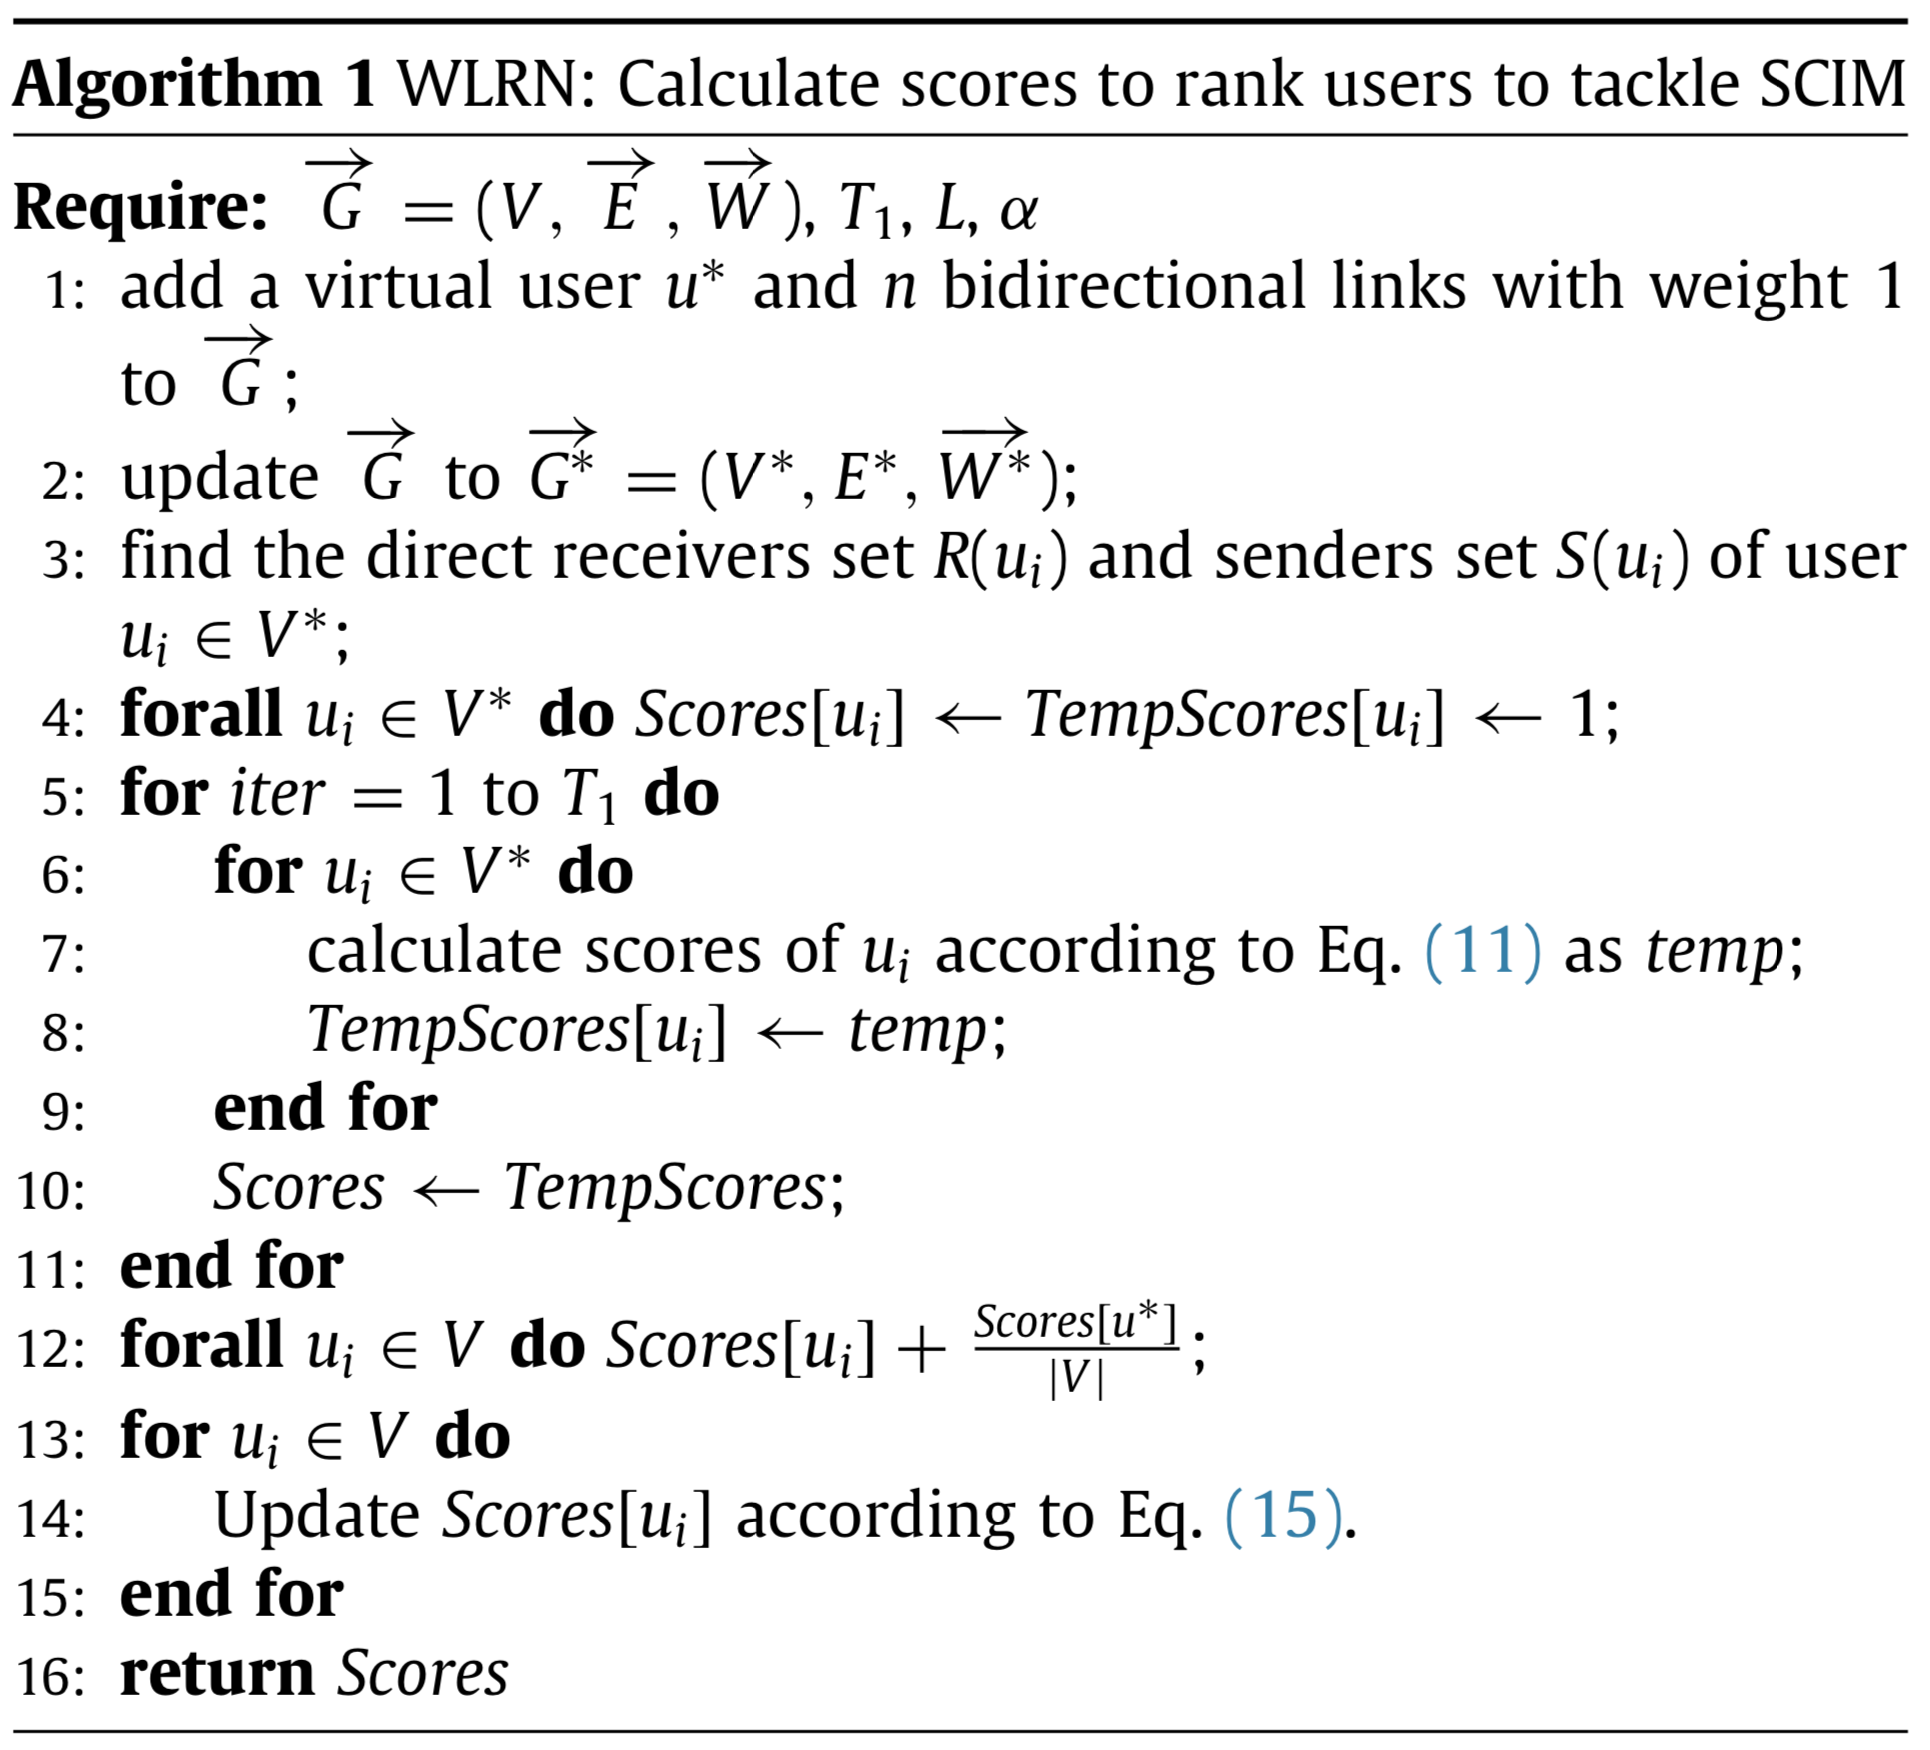 Algorithm 1 WLRN: Calculate scores to rank users to tackle SCIM
Require: $\overrightarrow{G} = (V, \overrightarrow{E}, \overrightarrow{W}), T_1, L, \alpha$
1: add a virtual user $u^*$ and $n$ bidirectional links with weight 1
to $\overrightarrow{G}$;
2: update $\overrightarrow{G}$ to $\overrightarrow{G^*} = (V^*, E^*, \overrightarrow{W^*})$;
3: find the direct receivers set $R(u_i)$ and senders set $S(u_i)$ of user
$u_i \in V^*$;
4: forall $u_i \in V^*$ do $Scores[u_i] \leftarrow TempScores[u_i] \leftarrow 1$;
5: for $iter = 1$ to $T_1$ do
6: for $u_i \in V^*$ do
7: calculate scores of $u_i$ according to Eq. (11) as $temp$;
8: $TempScores[u_i] \leftarrow temp$;
9: end for
10: $Scores \leftarrow TempScores$;
11: end for
12: forall $u_i \in V$ do $Scores[u_i] + \frac{Scores[u^*]}{|V|}$;
13: for $u_i \in V$ do
14: Update $Scores[u_i]$ according to Eq. (15).
15: end for
16: return $Scores$